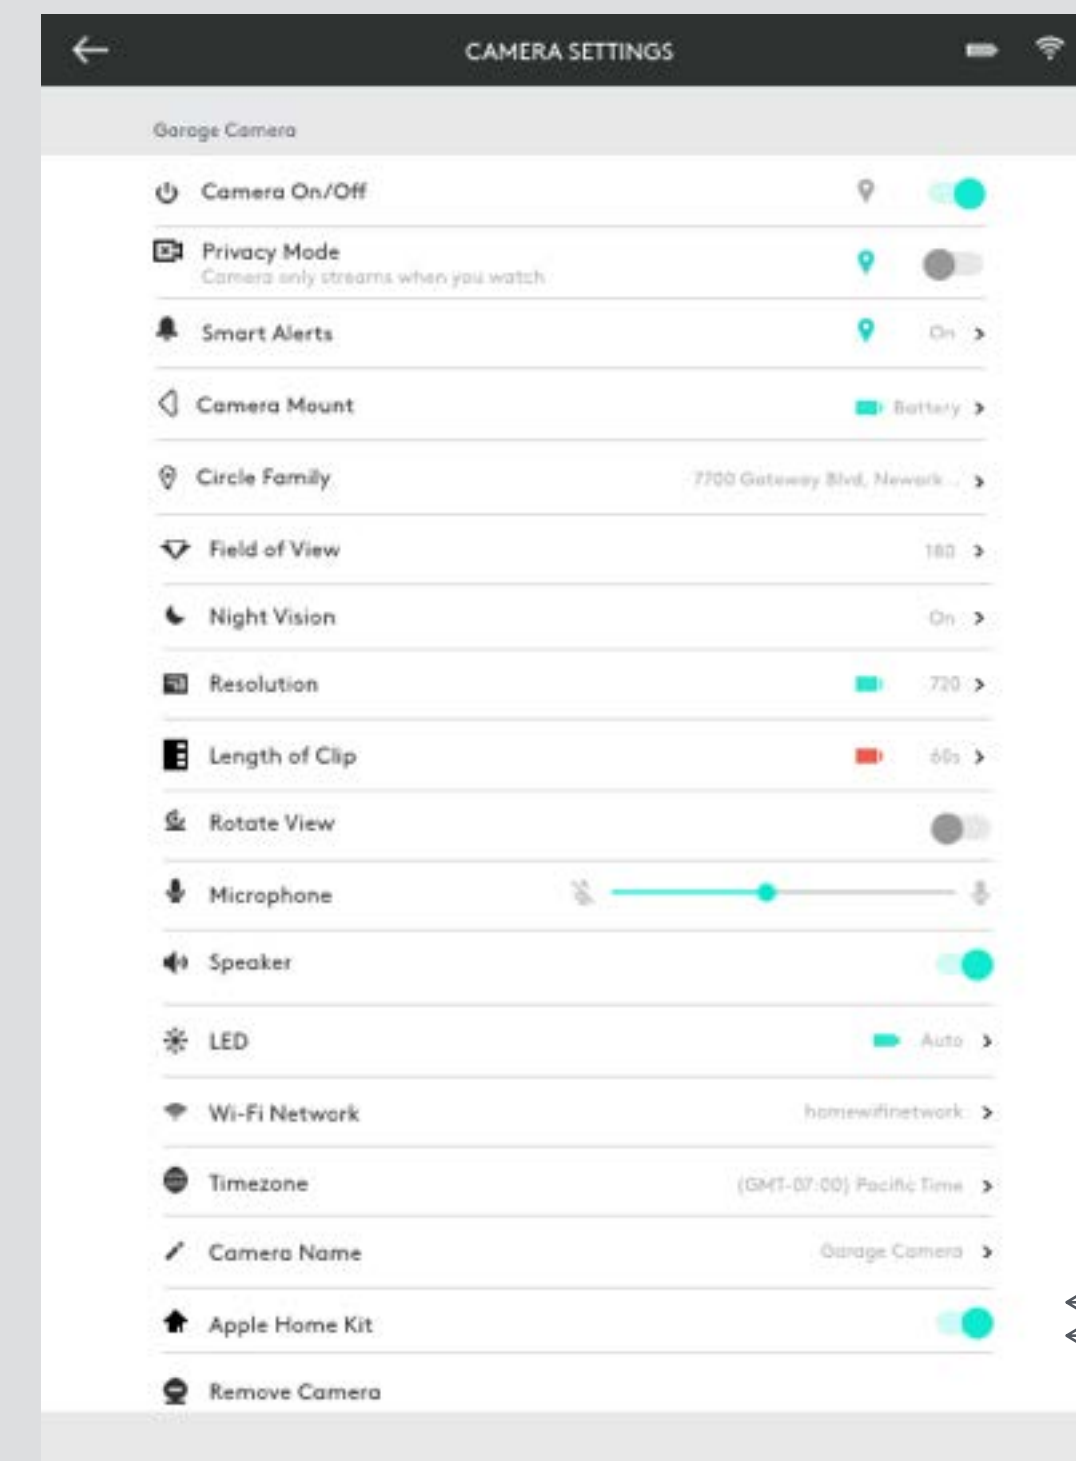 CAMERA SETTINGS
Garage Camera
Camera On/Off
Privacy Mode
Camera only streams when you watch
Smart Alerts On
Camera Mount Battery
Circle Family 7700 Gateway Blvd, Newark ...
Field of View 180
Night Vision On
Resolution 720
Length of Clip 60s
Rotate View
Microphone
Speaker
LED Auto
Wi-Fi Network homewifinetwork
Timezone (GMT-07:00) Pacific Time
Camera Name Garage Camera
Apple Home Kit
Remove Camera